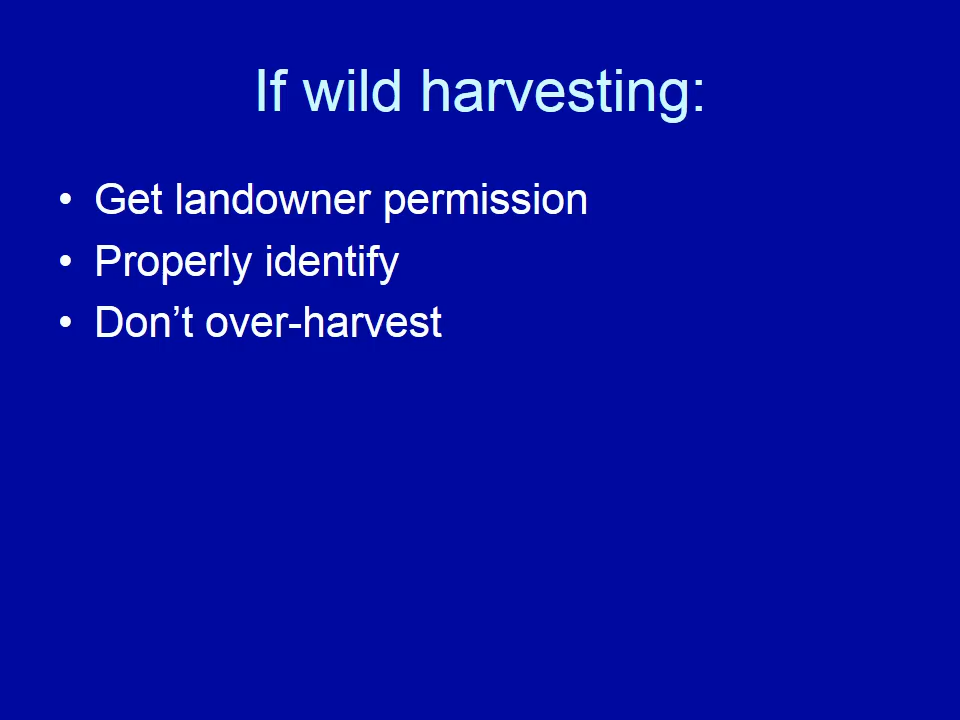 If wild harvesting:
• Get landowner permission
• Properly identify
• Don’t over-harvest